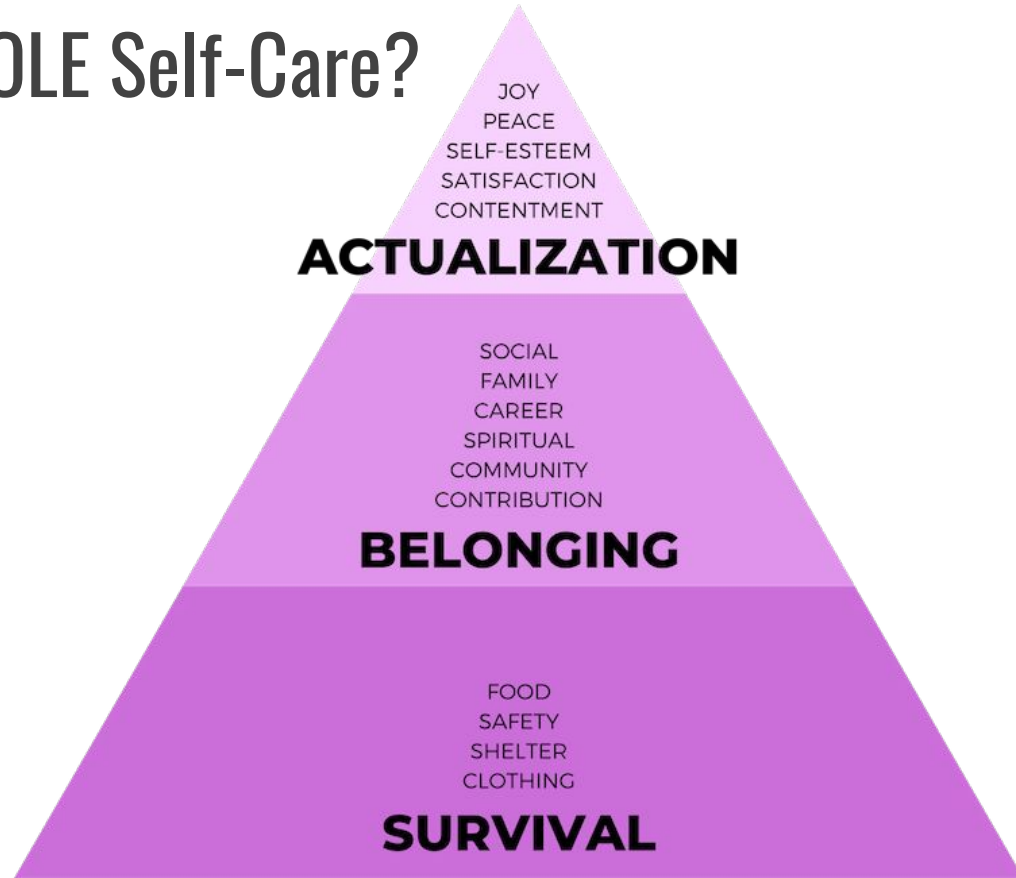 OLE Self-Care?
JOY
PEACE
SELF-ESTEEM
SATISFACTION
CONTENTMENT
ACTUALIZATION
SOCIAL
FAMILY
CAREER
SPIRITUAL
COMMUNITY
CONTRIBUTION
BELONGING
FOOD
SAFETY
SHELTER
CLOTHING
SURVIVAL